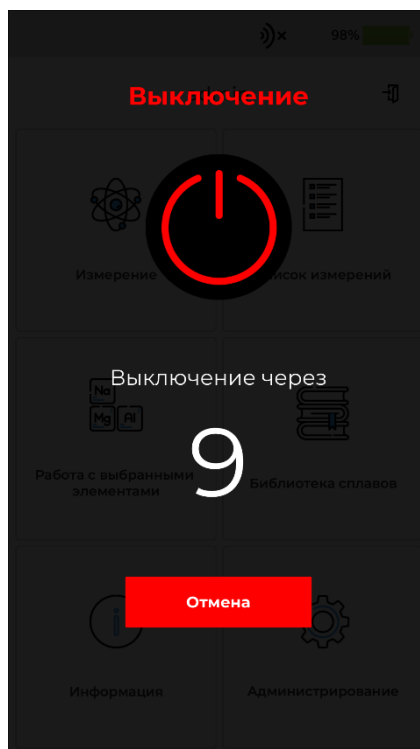 98%
Выключение
Измерение
исок измерений
Выключение через
Na
Mg Al
9
Работа с выбранными
элементами
Библиотека сплавов
Отмена
Информация
Администрирование